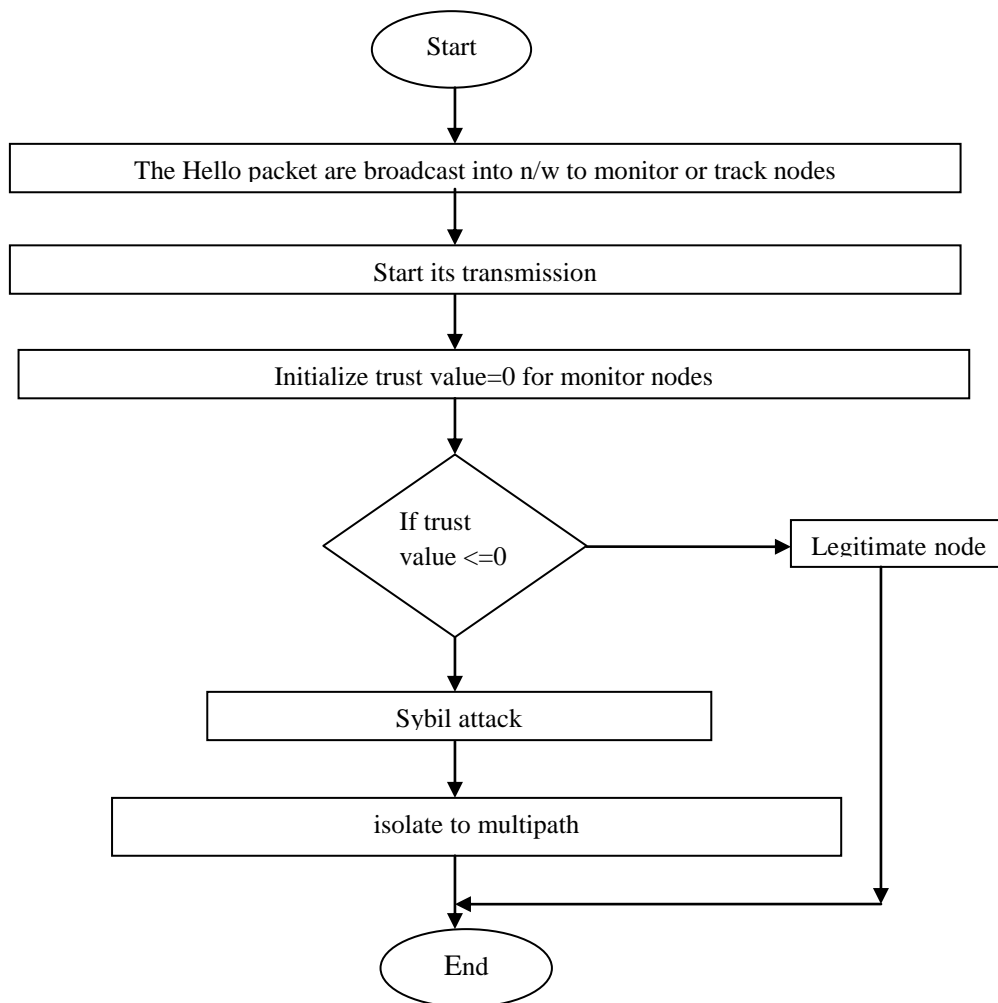 Start
The Hello packet are broadcast into n/w to monitor or track nodes
Start its transmission
Initialize trust value=0 for monitor nodes
If trust
value <=0
Legitimate node
Sybil attack
isolate to multipath
End